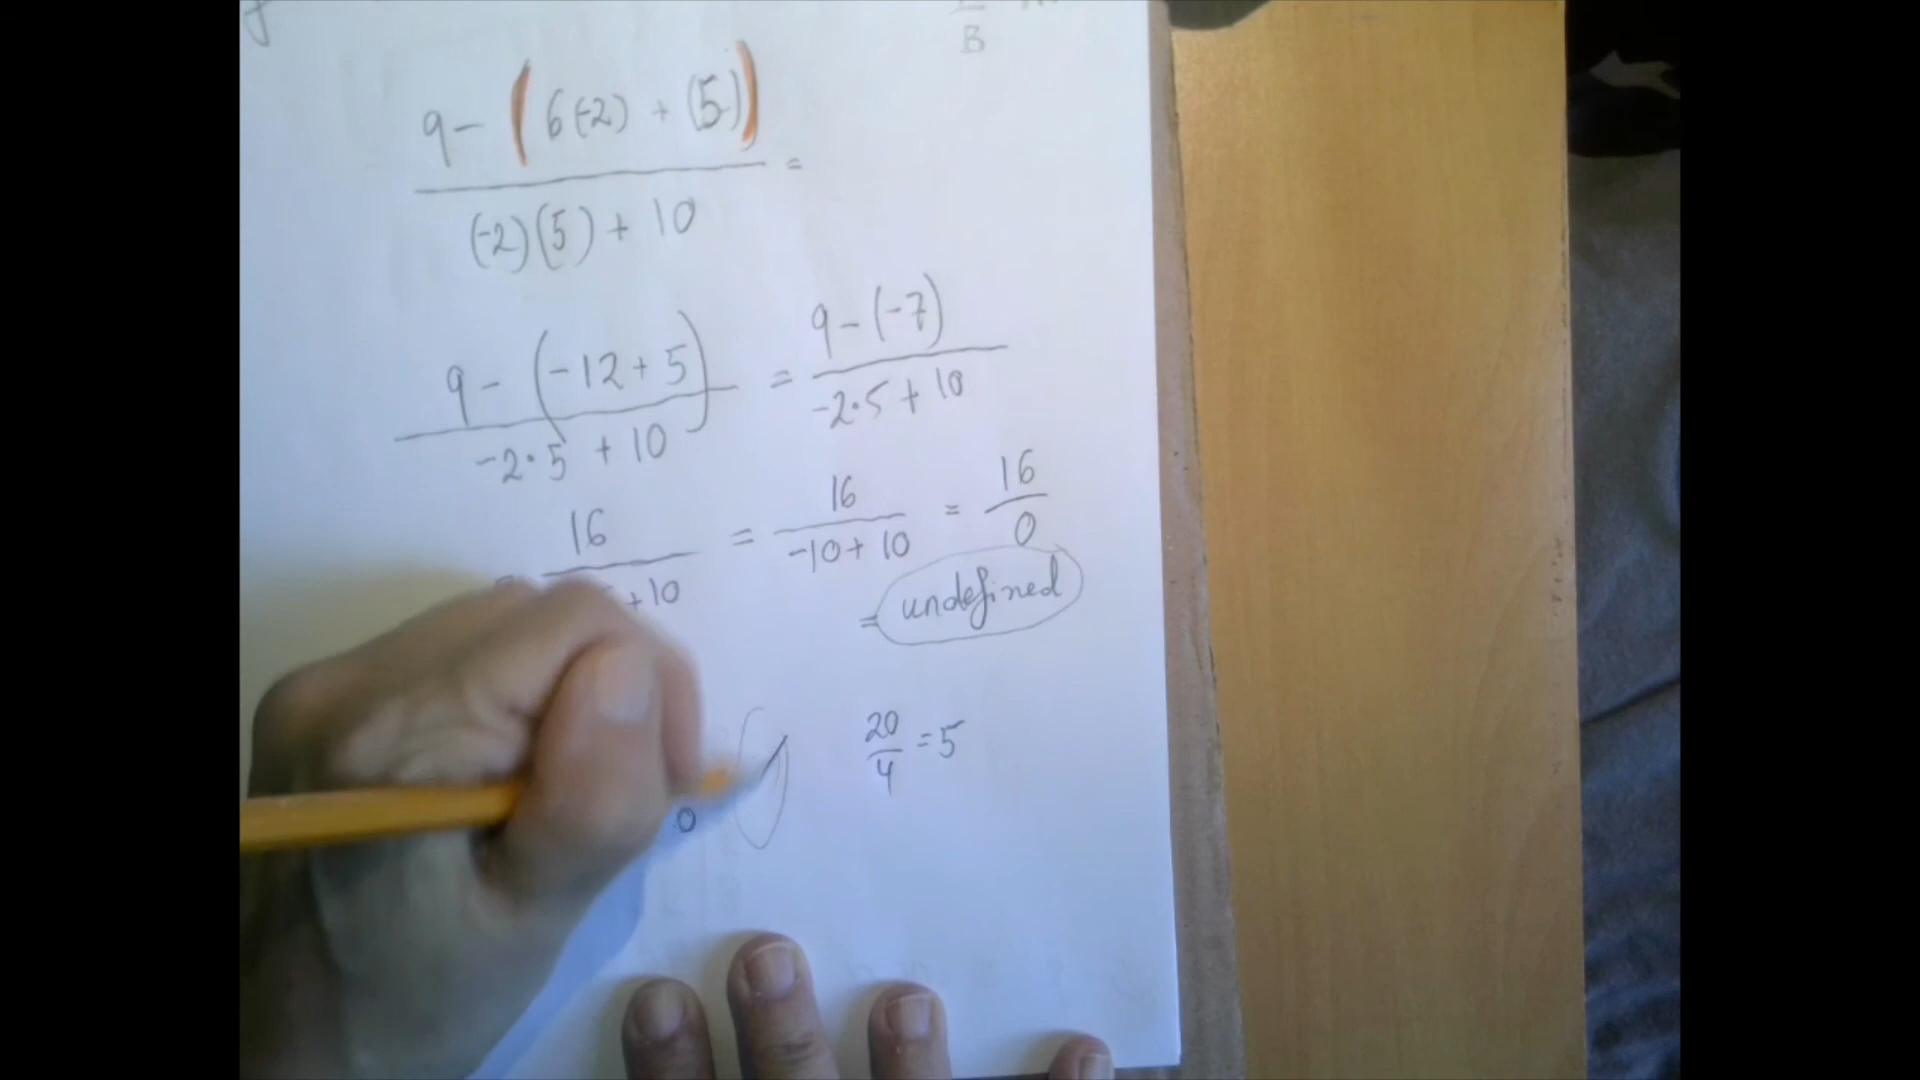 B
9 - ( 6(-2) + (5) )
=
(-2)(5) + 10
9 - (-12 + 5)
-2·5 + 10
= 9 - (-7)
-2·5 + 10
16
+10
= 16
-10 + 10
= 16
0
= undefined
20
4
= 5
0